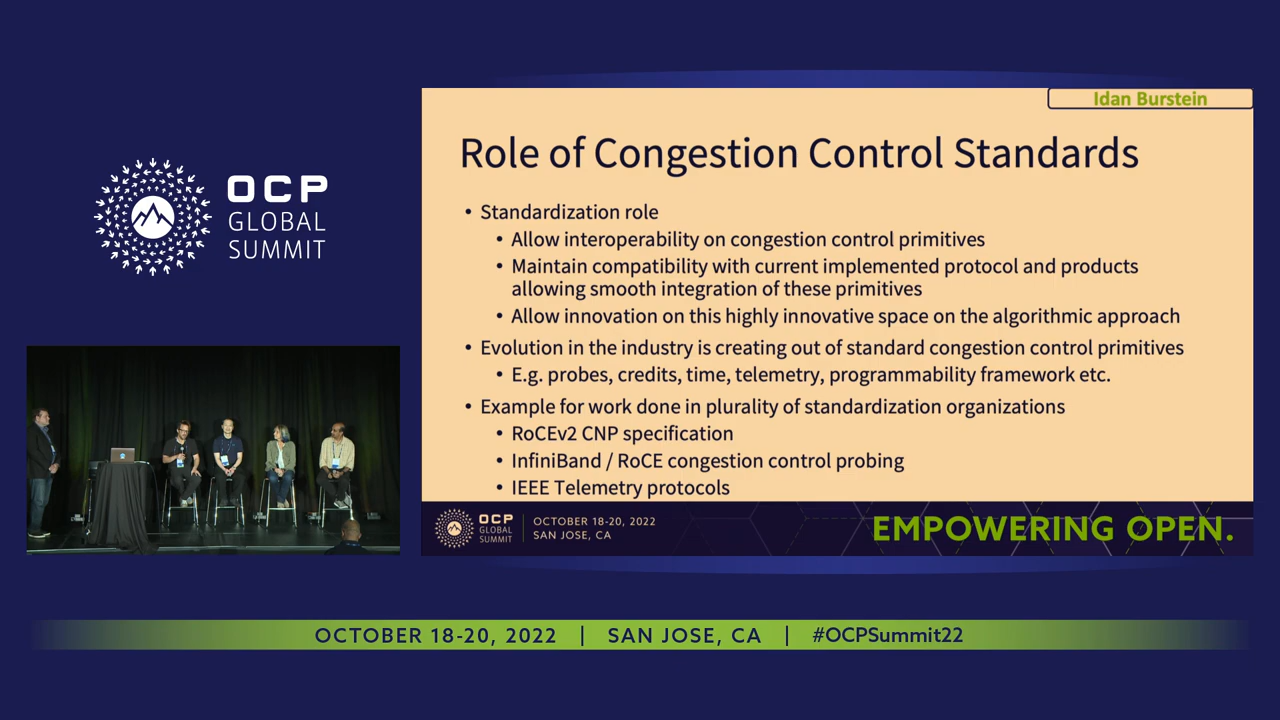 OCP
GLOBAL
SUMMIT
Idan Burstein
Role of Congestion Control Standards
• Standardization role
• Allow interoperability on congestion control primitives
• Maintain compatibility with current implemented protocol and products
allowing smooth integration of these primitives
• Allow innovation on this highly innovative space on the algorithmic approach
• Evolution in the industry is creating out of standard congestion control primitives
• E.g. probes, credits, time, telemetry, programmability framework etc.
• Example for work done in plurality of standardization organizations
• RoCEv2 CNP specification
• InfiniBand / RoCE congestion control probing
• IEEE Telemetry protocols
OCP
GLOBAL
SUMMIT
OCTOBER 18-20, 2022
SAN JOSE, CA
EMPOWERING OPEN.
OCTOBER 18-20, 2022 | SAN JOSE, CA | #OCPSummit22